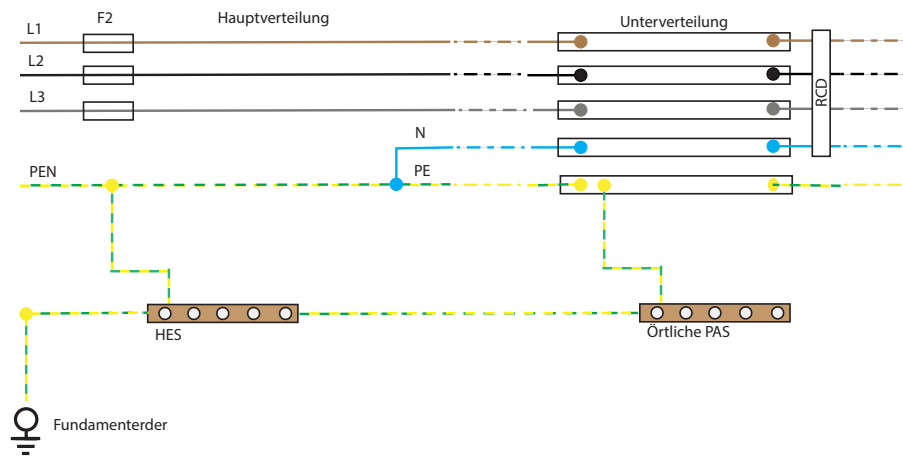 F2
Hauptverteilung
Unterverteilung
L1
L2
L3
RCD
N
PEN
PE
HES
Örtliche PAS
Fundamenterder